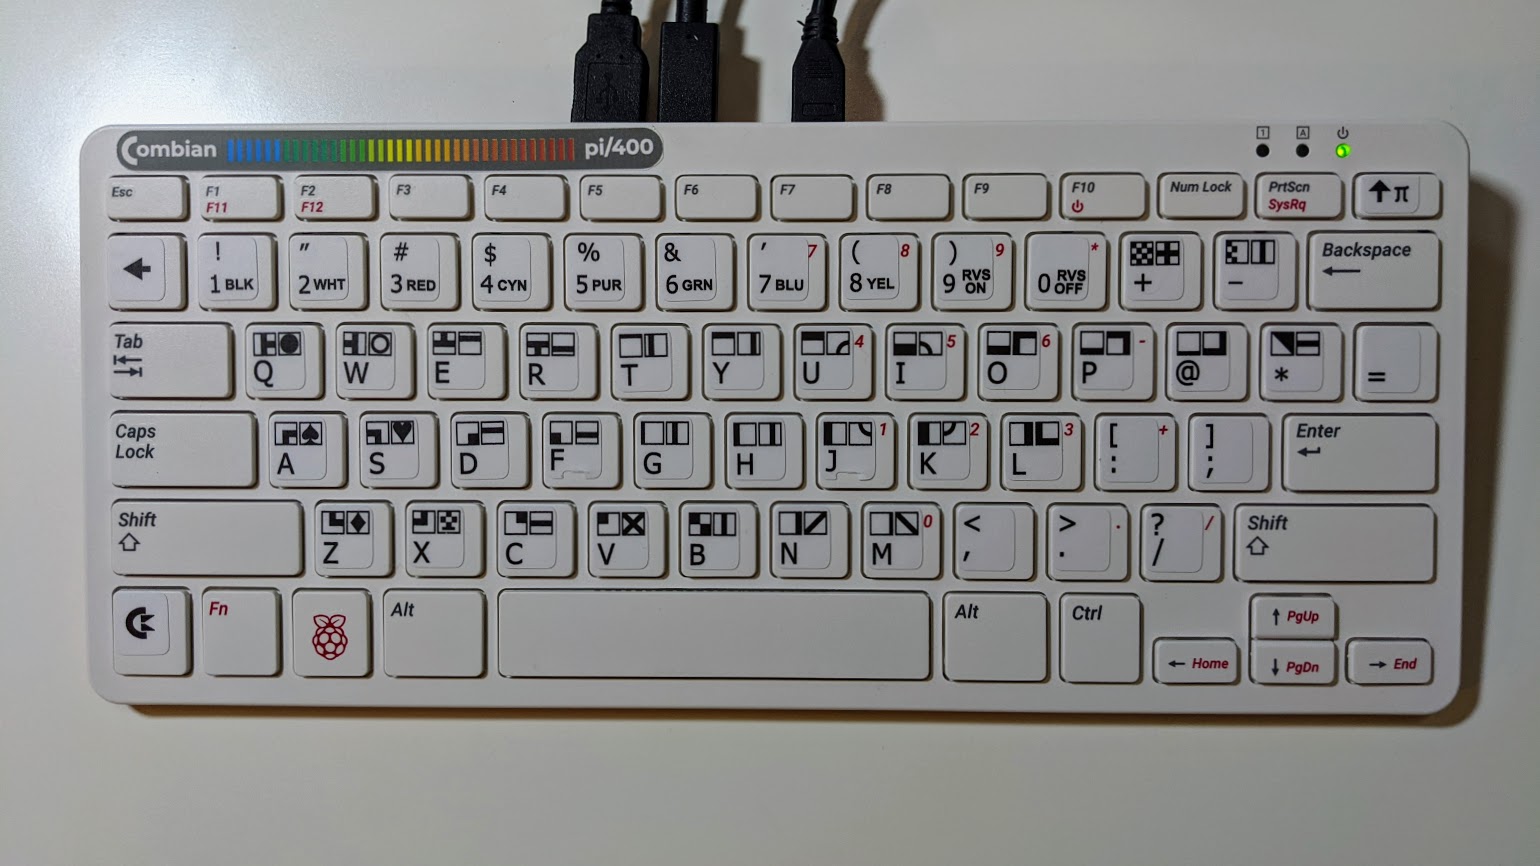 Combian pi/400
1 A
Esc F1 F2 F3 F4 F5 F6 F7 F8 F9 F10 Num Lock PrtScn ↑ π
F11 F12 SysRq
! " # $ % & ' 7 ( 8 ) 9 * Backspace
← 1 BLK 2 WHT 3 RED 4 CYN 5 PUR 6 GRN 7 BLU 8 YEL 9 RVS ON 0 RVS OFF + - ←
Tab 4 5 6 -
Q W E R T Y U I O P @ * =
Caps Lock 1 2 3 [ + ] Enter
A S D F G H J K L : ;
Shift 0 < > . ? / Shift
Z X C V B N M , . /
Fn Alt Alt Ctrl ↑ PgUp
← Home ↓ PgDn → End